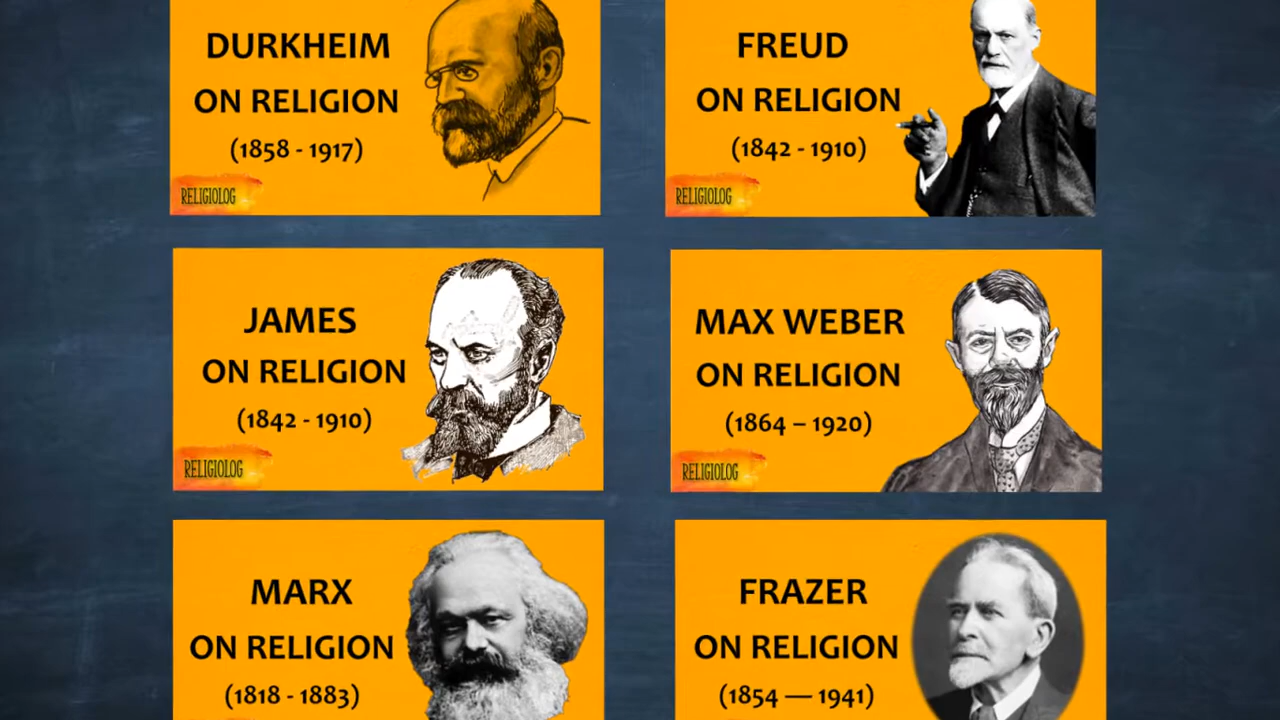 DURKHEIM
ON RELIGION
(1858 - 1917)
RELIGIOLOG
FREUD
ON RELIGION
(1842 - 1910)
RELIGIOLOG
JAMES
ON RELIGION
(1842 - 1910)
RELIGIOLOG
MAX WEBER
ON RELIGION
(1864 – 1920)
RELIGIOLOG
MARX
ON RELIGION
(1818 - 1883)
FRAZER
ON RELIGION
(1854 — 1941)